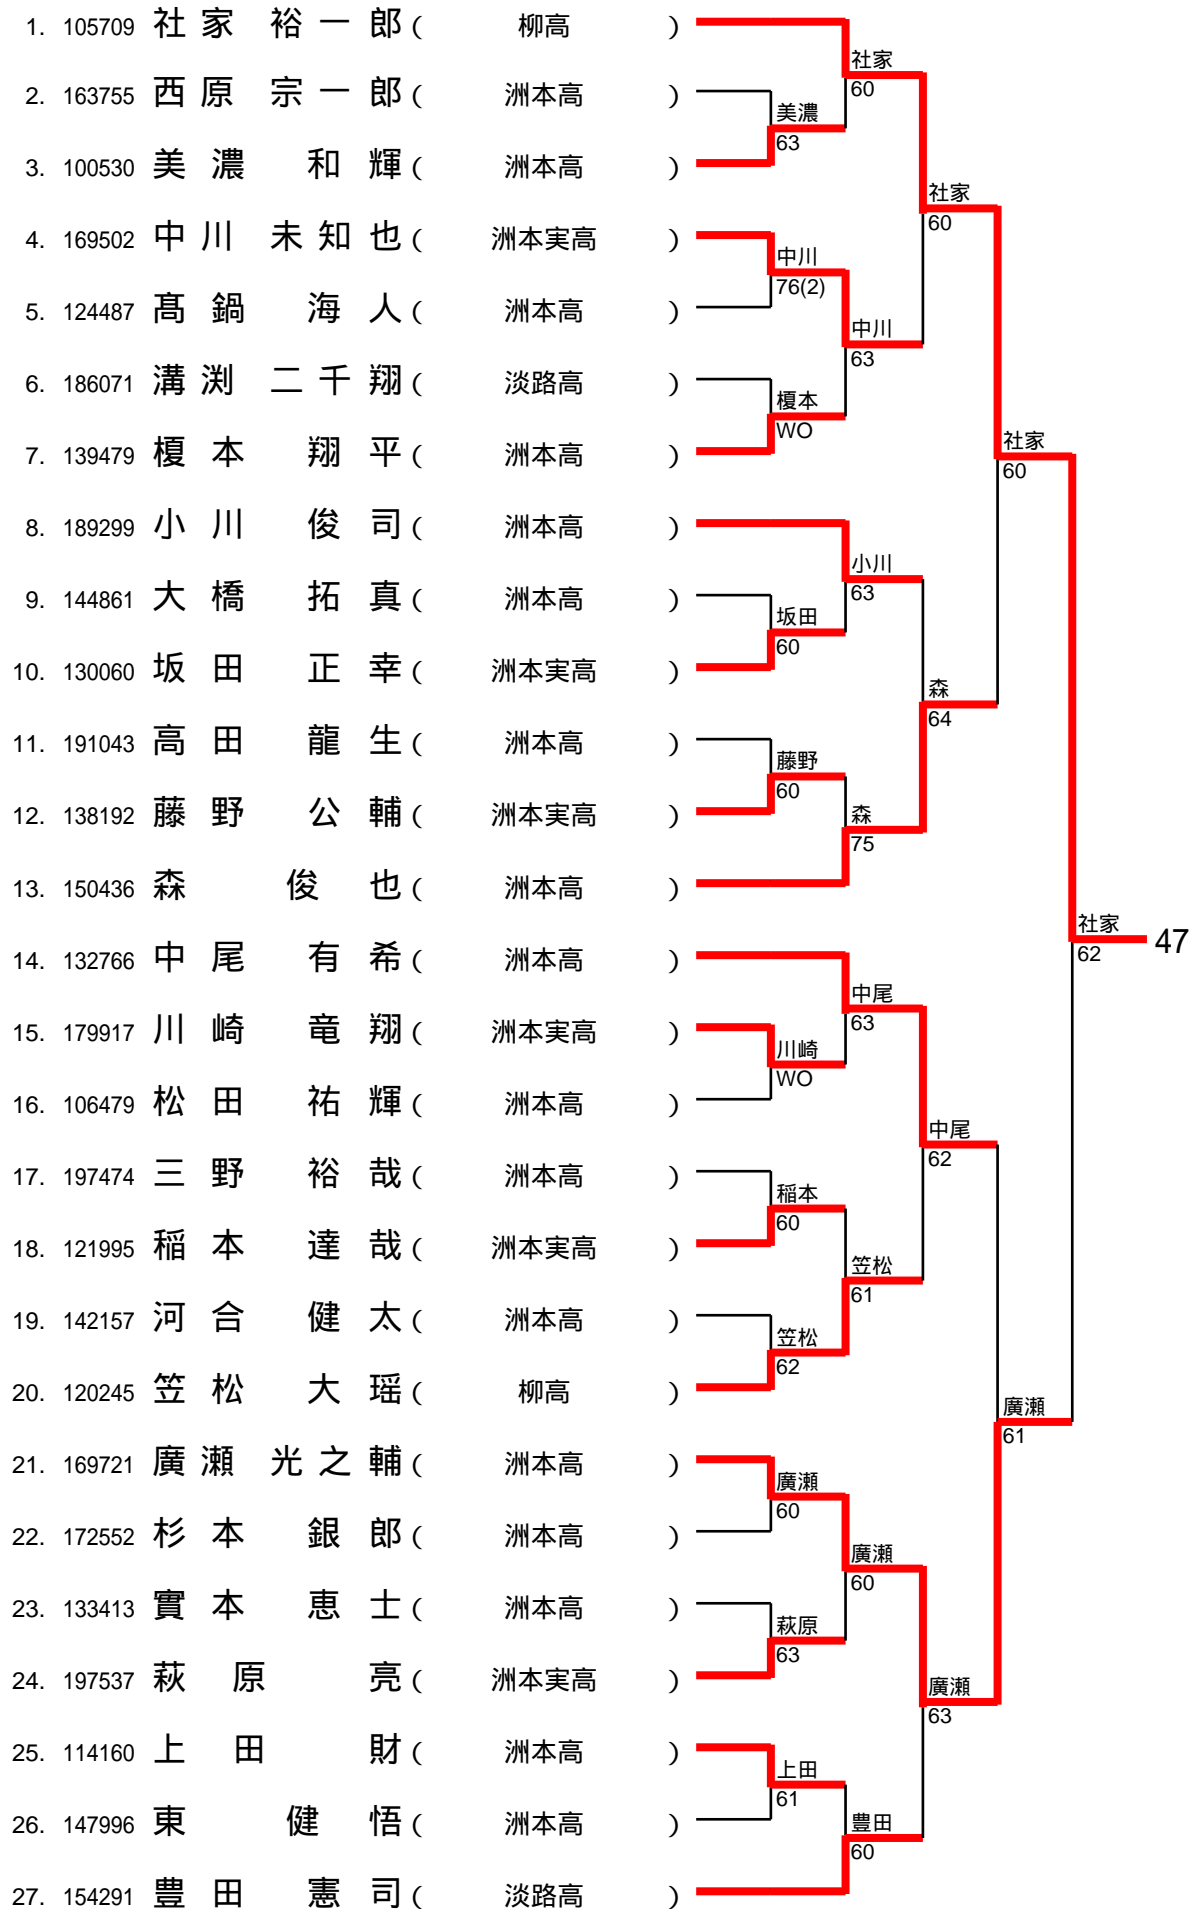 1. 105709 社家 裕一郎 ( 柳高 )
2. 163755 西原 宗一郎 ( 洲本高 )
3. 100530 美濃 和輝 ( 洲本高 )
4. 169502 中川 未知也 ( 洲本実高 )
5. 124487 髙鍋 海人 ( 洲本高 )
6. 186071 溝渕 二千翔 ( 淡路高 )
7. 139479 榎本 翔平 ( 洲本高 )
8. 189299 小川 俊司 ( 洲本高 )
9. 144861 大橋 拓真 ( 洲本高 )
10. 130060 坂田 正幸 ( 洲本実高 )
11. 191043 高田 龍生 ( 洲本高 )
12. 138192 藤野 公輔 ( 洲本実高 )
13. 150436 森 俊也 ( 洲本高 )
14. 132766 中尾 有希 ( 洲本高 )
15. 179917 川崎 竜翔 ( 洲本実高 )
16. 106479 松田 祐輝 ( 洲本高 )
17. 197474 三野 裕哉 ( 洲本高 )
18. 121995 稲本 達哉 ( 洲本実高 )
19. 142157 河合 健太 ( 洲本高 )
20. 120245 笠松 大瑶 ( 柳高 )
21. 169721 廣瀬 光之輔 ( 洲本高 )
22. 172552 杉本 銀郎 ( 洲本高 )
23. 133413 實本 恵士 ( 洲本高 )
24. 197537 萩原 亮 ( 洲本実高 )
25. 114160 上田 財 ( 洲本高 )
26. 147996 東 健悟 ( 洲本高 )
27. 154291 豊田 憲司 ( 淡路高 )
美濃
63
中川
76(2)
榎本
WO
坂田
60
藤野
60
川崎
WO
稲本
60
笠松
62
廣瀬
60
萩原
63
上田
61
社家
60
中川
63
小川
63
森
75
中尾
63
笠松
61
廣瀬
60
豊田
60
社家
60
森
64
中尾
62
廣瀬
63
社家
60
廣瀬
61
社家
62
47